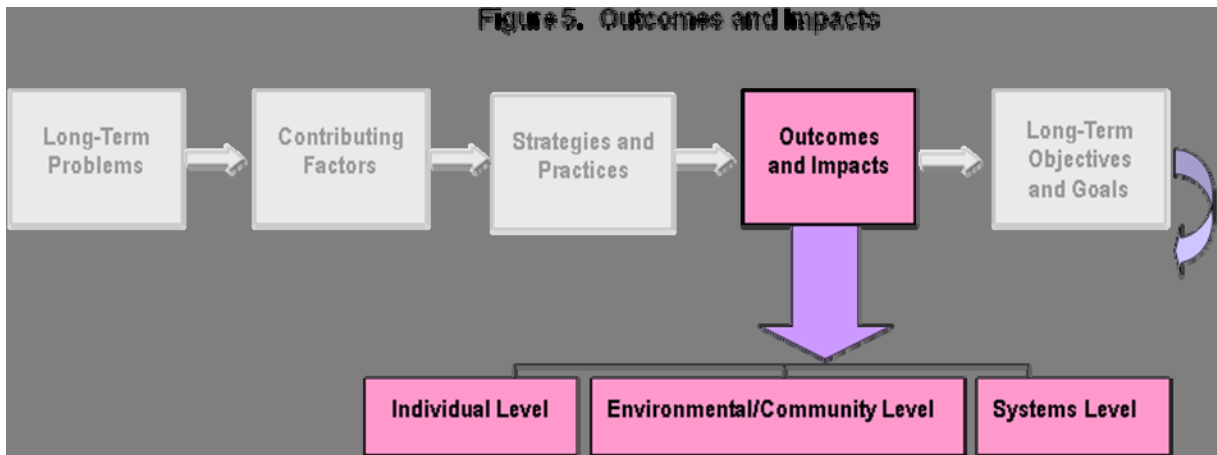 Figure 5. Outcomes and Impacts
Long-Term
Problems
Contributing
Factors
Strategies and
Practices
Outcomes
and Impacts
Long-Term
Objectives
and Goals
Individual Level
Environmental/Community Level
Systems Level